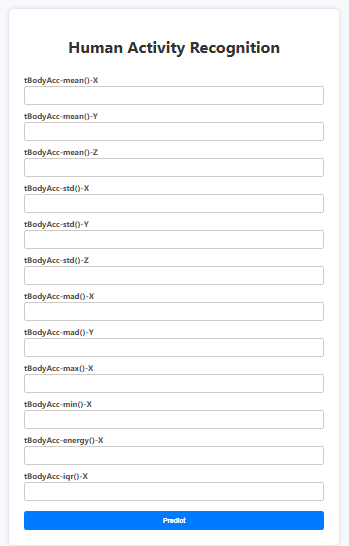 Human Activity Recognition
tBodyAcc-mean()-X
tBodyAcc-mean()-Y
tBodyAcc-mean()-Z
tBodyAcc-std()-X
tBodyAcc-std()-Y
tBodyAcc-std()-Z
tBodyAcc-mad()-X
tBodyAcc-mad()-Y
tBodyAcc-max()-X
tBodyAcc-min()-X
tBodyAcc-energy()-X
tBodyAcc-iqr()-X
Predict